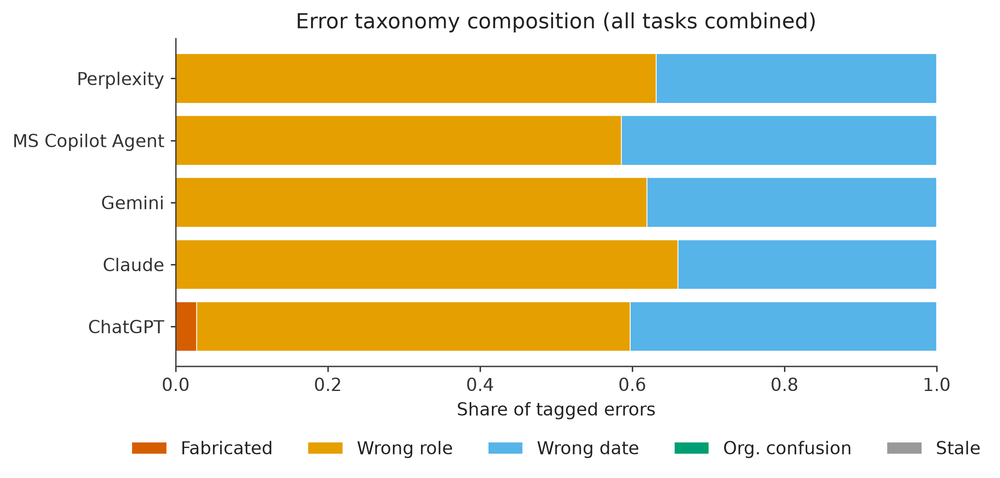 Error taxonomy composition (all tasks combined)
Perplexity
MS Copilot Agent
Gemini
Claude
ChatGPT
0.0 0.2 0.4 0.6 0.8 1.0
Share of tagged errors
Fabricated Wrong role Wrong date Org. confusion Stale